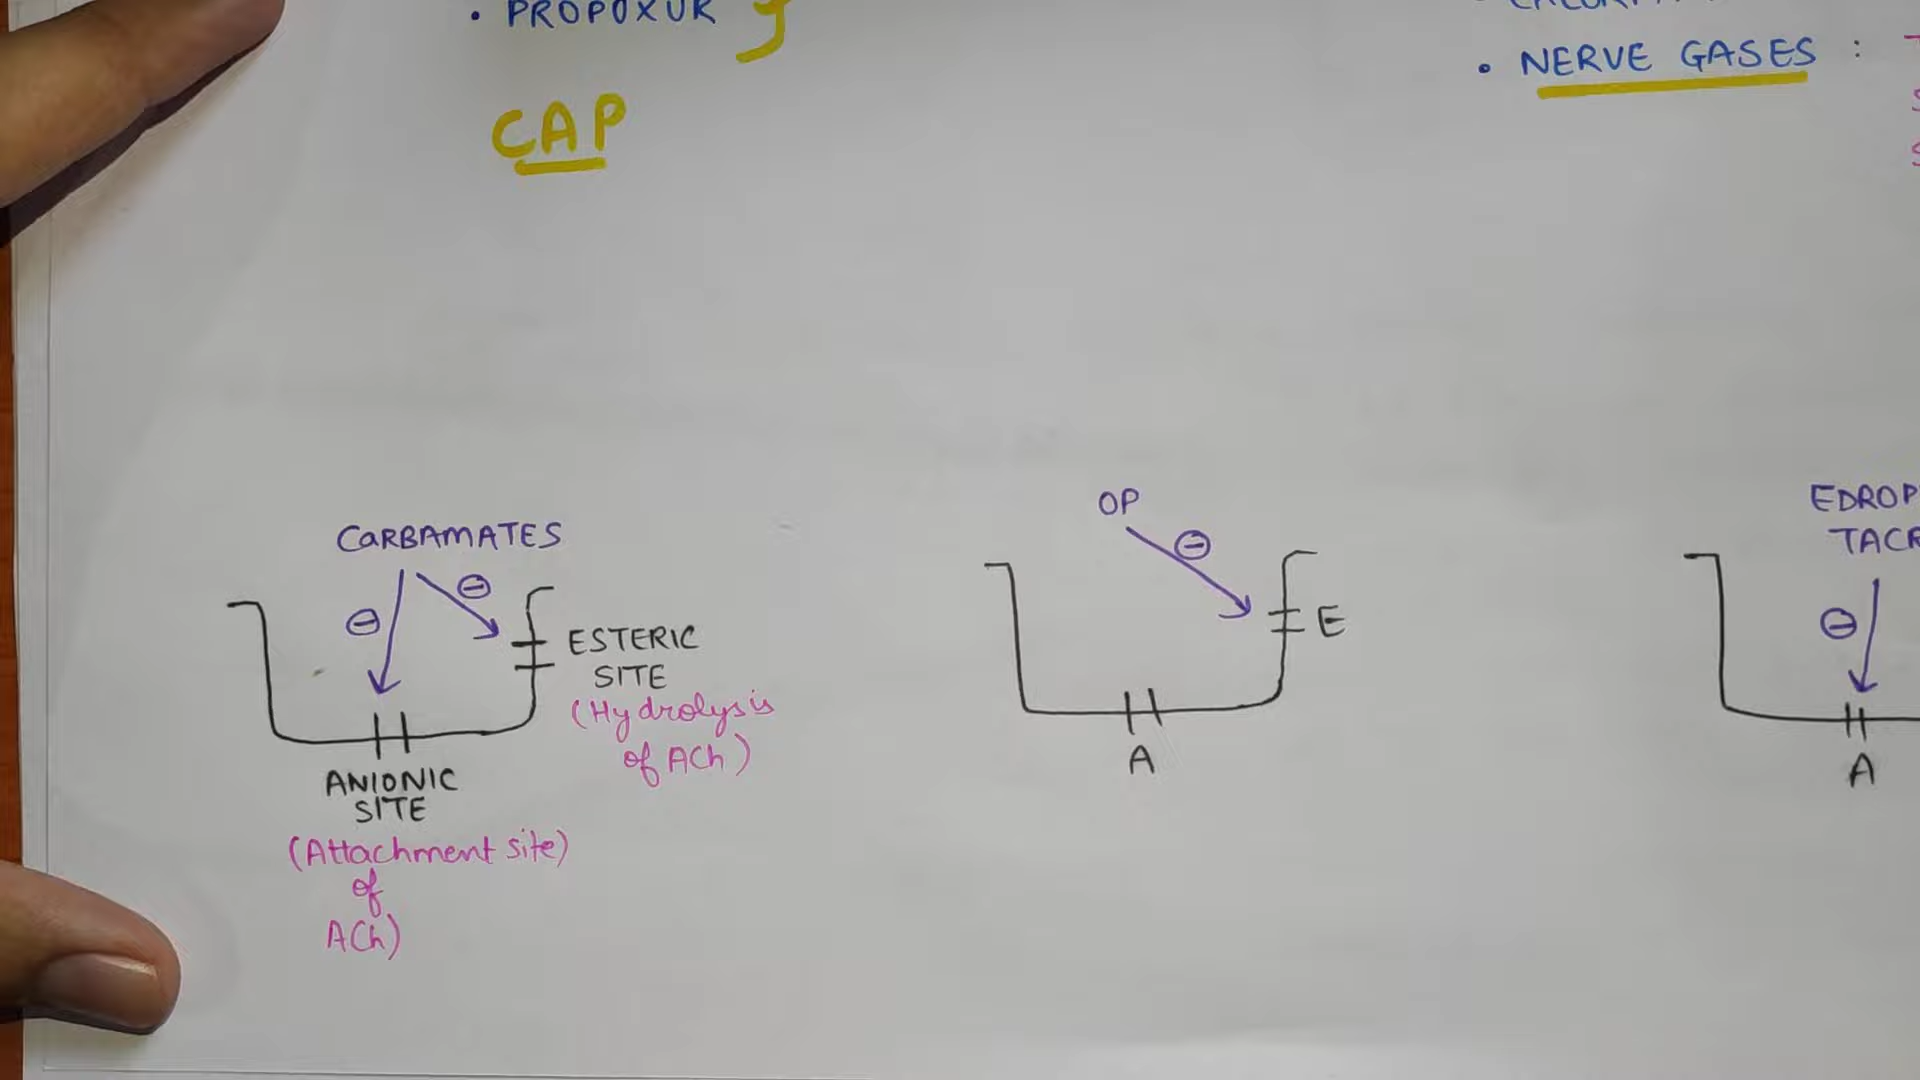 • PROPOXUR
• NERVE GASES :
CAP
CARBAMATES
ESTERIC
SITE
(Hydrolysis
of ACh)
ANIONIC
SITE
(Attachment site)
of
ACh)
OP
E
A
EDROP
TACR
A